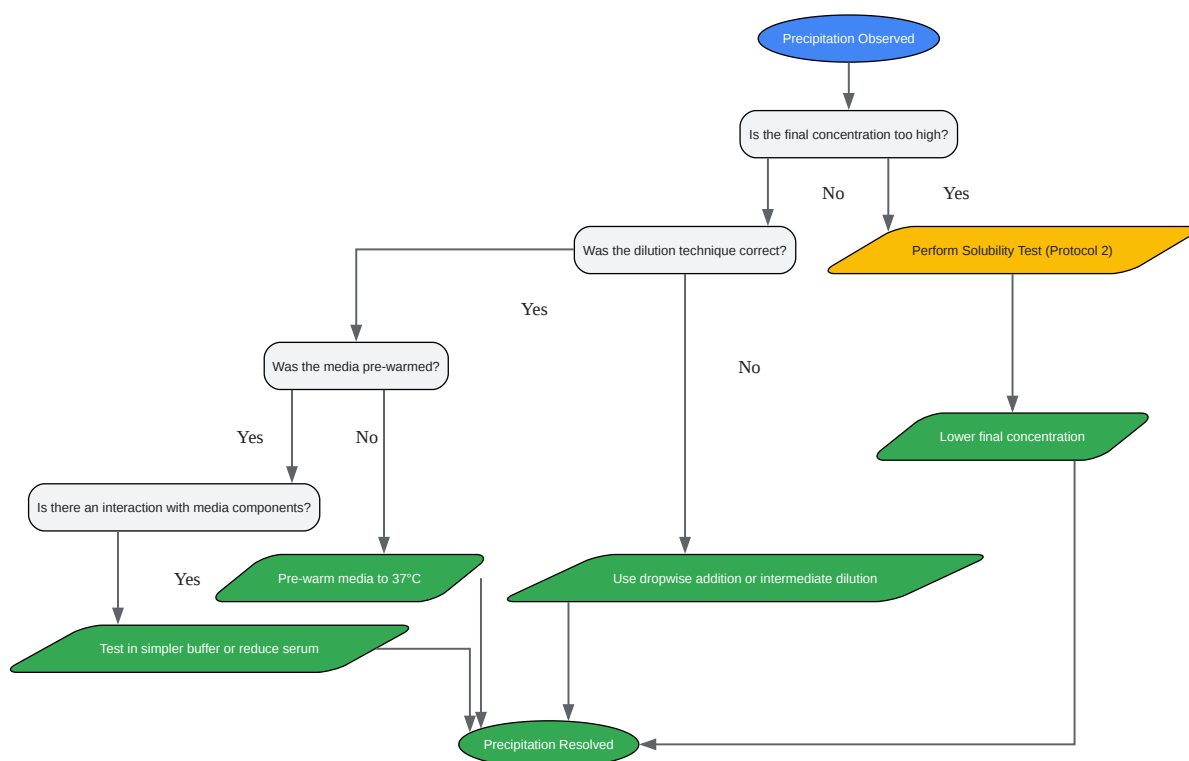 Precipitation Observed
Is the final concentration too high?
No
Yes
Was the dilution technique correct?
Perform Solubility Test (Protocol 2)
Yes
No
Was the media pre-warmed?
Lower final concentration
Yes
No
Is there an interaction with media components?
Yes
Pre-warm media to 37°C
Use dropwise addition or intermediate dilution
Test in simpler buffer or reduce serum
Precipitation Resolved